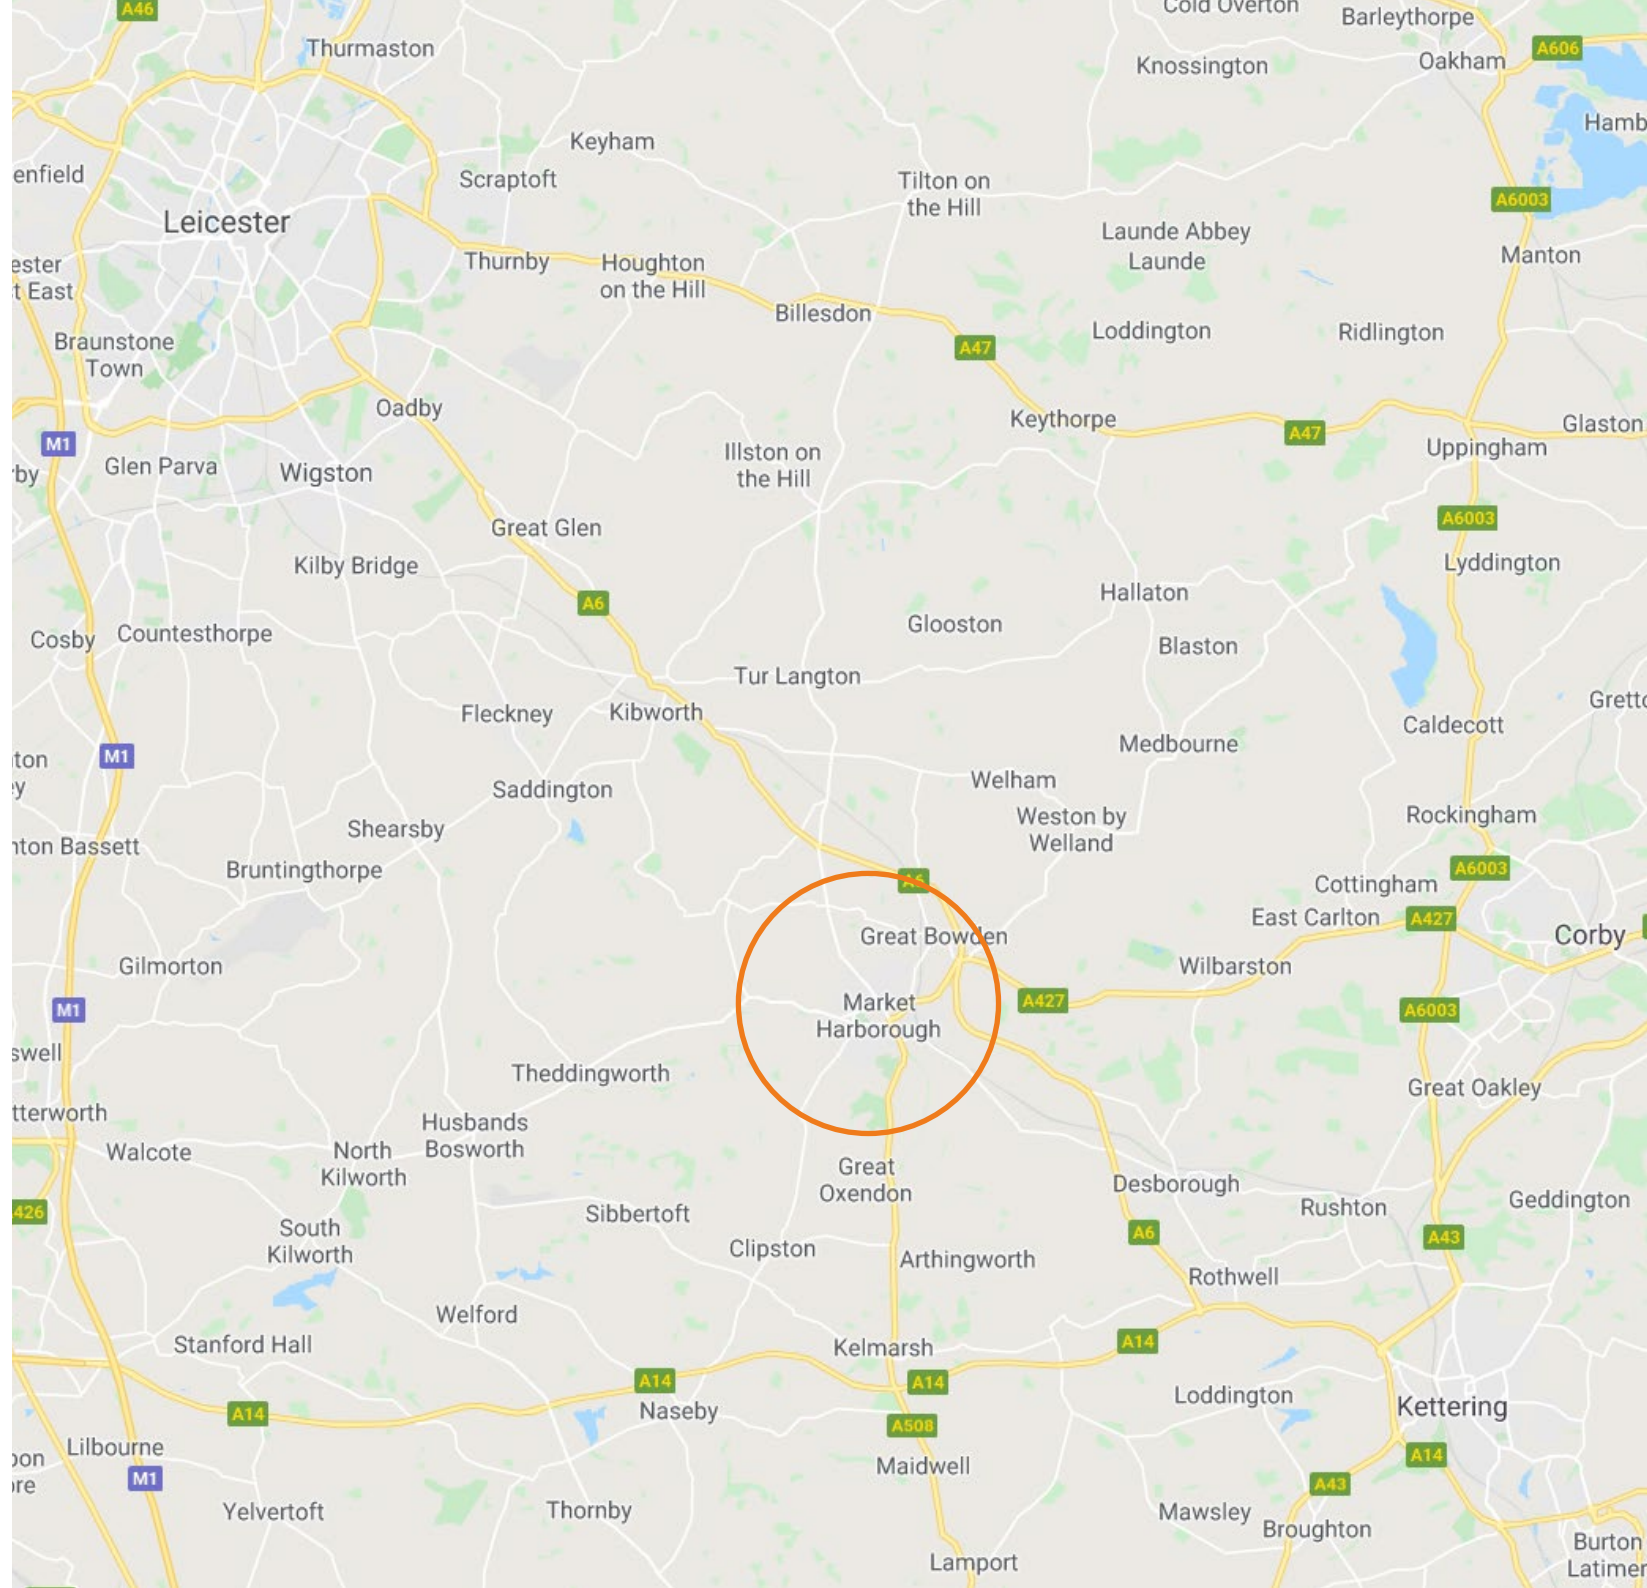 A46
Cold Overton
Barleythorpe
Thurmaston
A606
Knossington
Oakham
Hamb
Keyham
enfield
Scraptoft
Tilton on
the Hill
A6003
Leicester
Launde Abbey
Launde
Manton
ester
t East
Thurnby
Houghton
on the Hill
Billesdon
Loddington
Ridlington
Braunstone
Town
A47
Oadby
Keythorpe
A47
Glaston
M1
Uppingham
Illston on
the Hill
rby
Glen Parva
Wigston
A6003
Great Glen
Lyddington
Kilby Bridge
Hallaton
A6
Glooston
Cosby
Countesthorpe
Blaston
Tur Langton
Gretto
Fleckney
Kibworth
Caldecott
Medbourne
M1
ton
y
Welham
Saddington
Weston by
Welland
Rockingham
Shearsby
nton Bassett
Bruntingthorpe
A6003
A6
Cottingham
East Carlton
A427
Great Bowden
Corby
Gilmorton
Wilbarston
M1
Market
Harborough
A427
A6003
swell
Theddingworth
Great Oakley
tterworth
Husbands
Bosworth
Walcote
North
Kilworth
Great
Oxendon
Desborough
Rushton
Geddington
426
Sibbertoft
South
Kilworth
A6
A43
Clipston
Arthingworth
Rothwell
Welford
Stanford Hall
Kelmarsh
A14
A14
A14
Loddington
Kettering
A14
Naseby
A508
Lilbourne
oon
re
M1
Maidwell
A14
A43
Yelvertoft
Thornby
Mawsley
Broughton
Burton
Latimer
Lamport